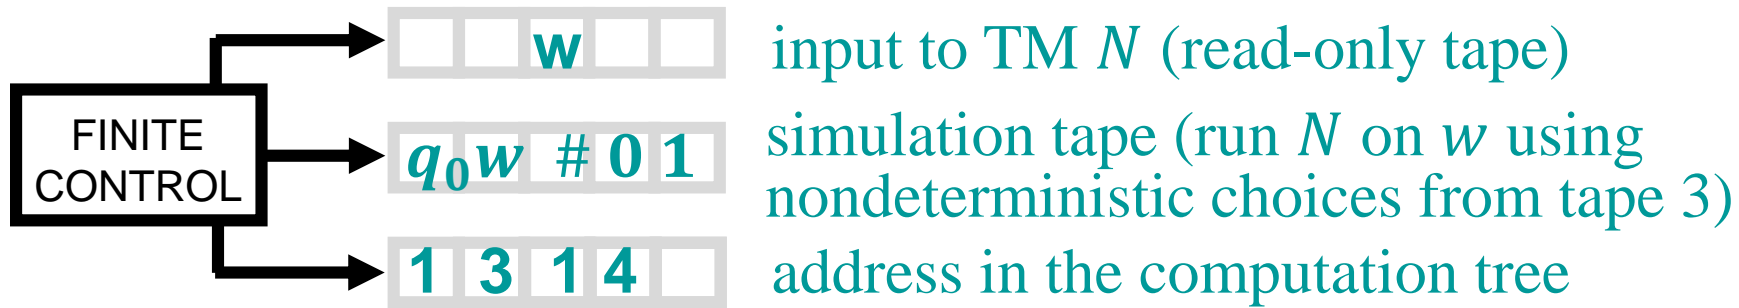 w
input to TM N (read-only tape)
FINITE
CONTROL
q₀w # 0 1
simulation tape (run N on w using
nondeterministic choices from tape 3)
1 3 1 4
address in the computation tree